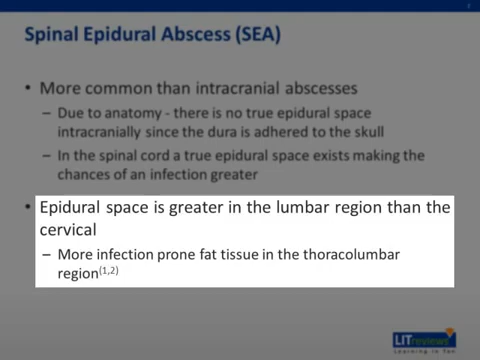 Spinal Epidural Abscess (SEA)
• More common than intracranial abscesses
– Due to anatomy - there is no true epidural space
intracranially since the dura is adhered to the skull
– In the spinal cord a true epidural space exists making the
chances of an infection greater
• Epidural space is greater in the lumbar region than the
cervical
– More infection prone fat tissue in the thoracolumbar
region(1,2)
LITreviews
Learning in Ten